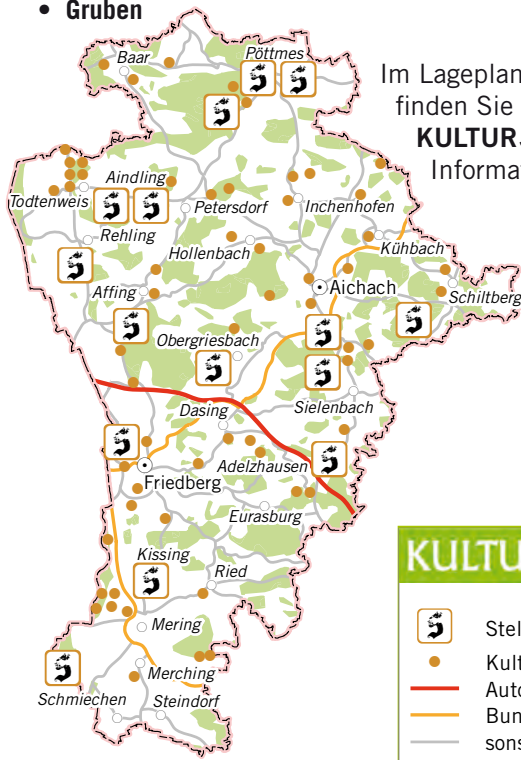 • Gruben
Im Lageplan
finden Sie
KULTUR
Informa
Baar
Pöttmes
Aindling
Todtenweis
Petersdorf
Inchenhofen
Rehling
Hollenbach
Kühbach
Affing
Aichach
Schiltberg
Obergriesbach
Dasing
Sielenbach
Adelzhausen
Friedberg
Eurasburg
Kissing
Ried
Mering
Merching
Schmiechen
Steindorf
KULTU
Stel
Kult
Auto
Bun
sons